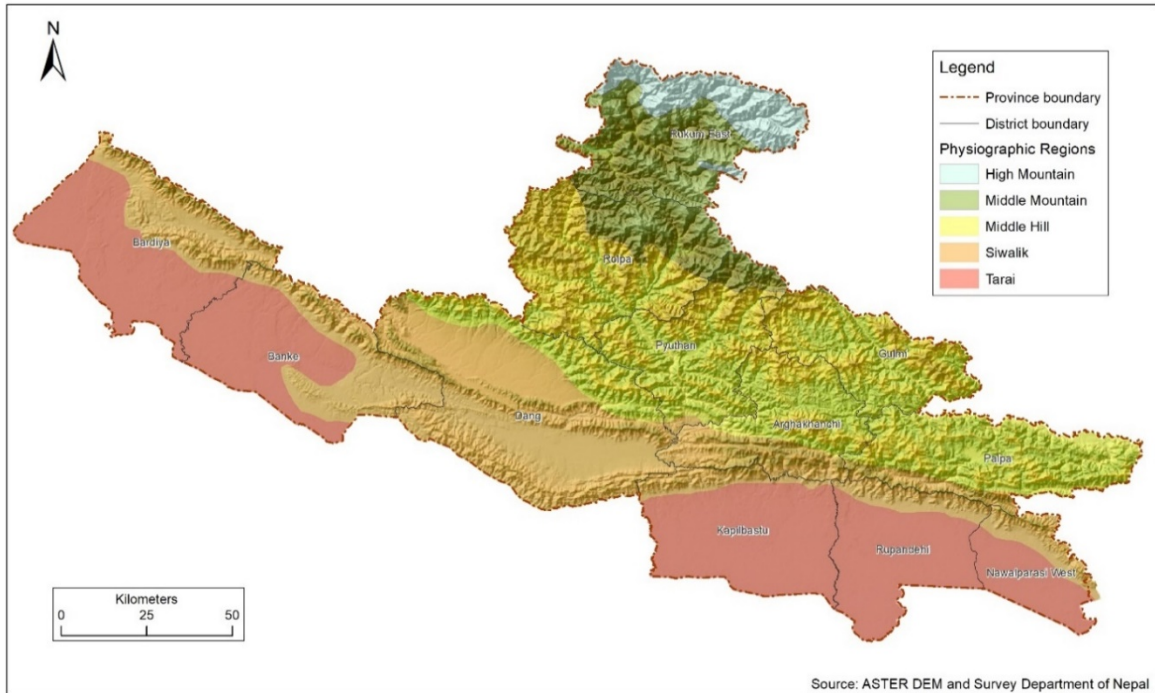 N
Legend
Province boundary
District boundary
Physiographic Regions
High Mountain
Middle Mountain
Middle Hill
Siwalik
Tarai
Rukum East
Bardiya
Rolpa
Banke
Pyuthan
Gulmi
Dang
Arghakhanchi
Palpa
Kapilbastu
Rupandehi
Nawalparasi West
Kilometers
0 25 50
Source: ASTER DEM and Survey Department of Nepal